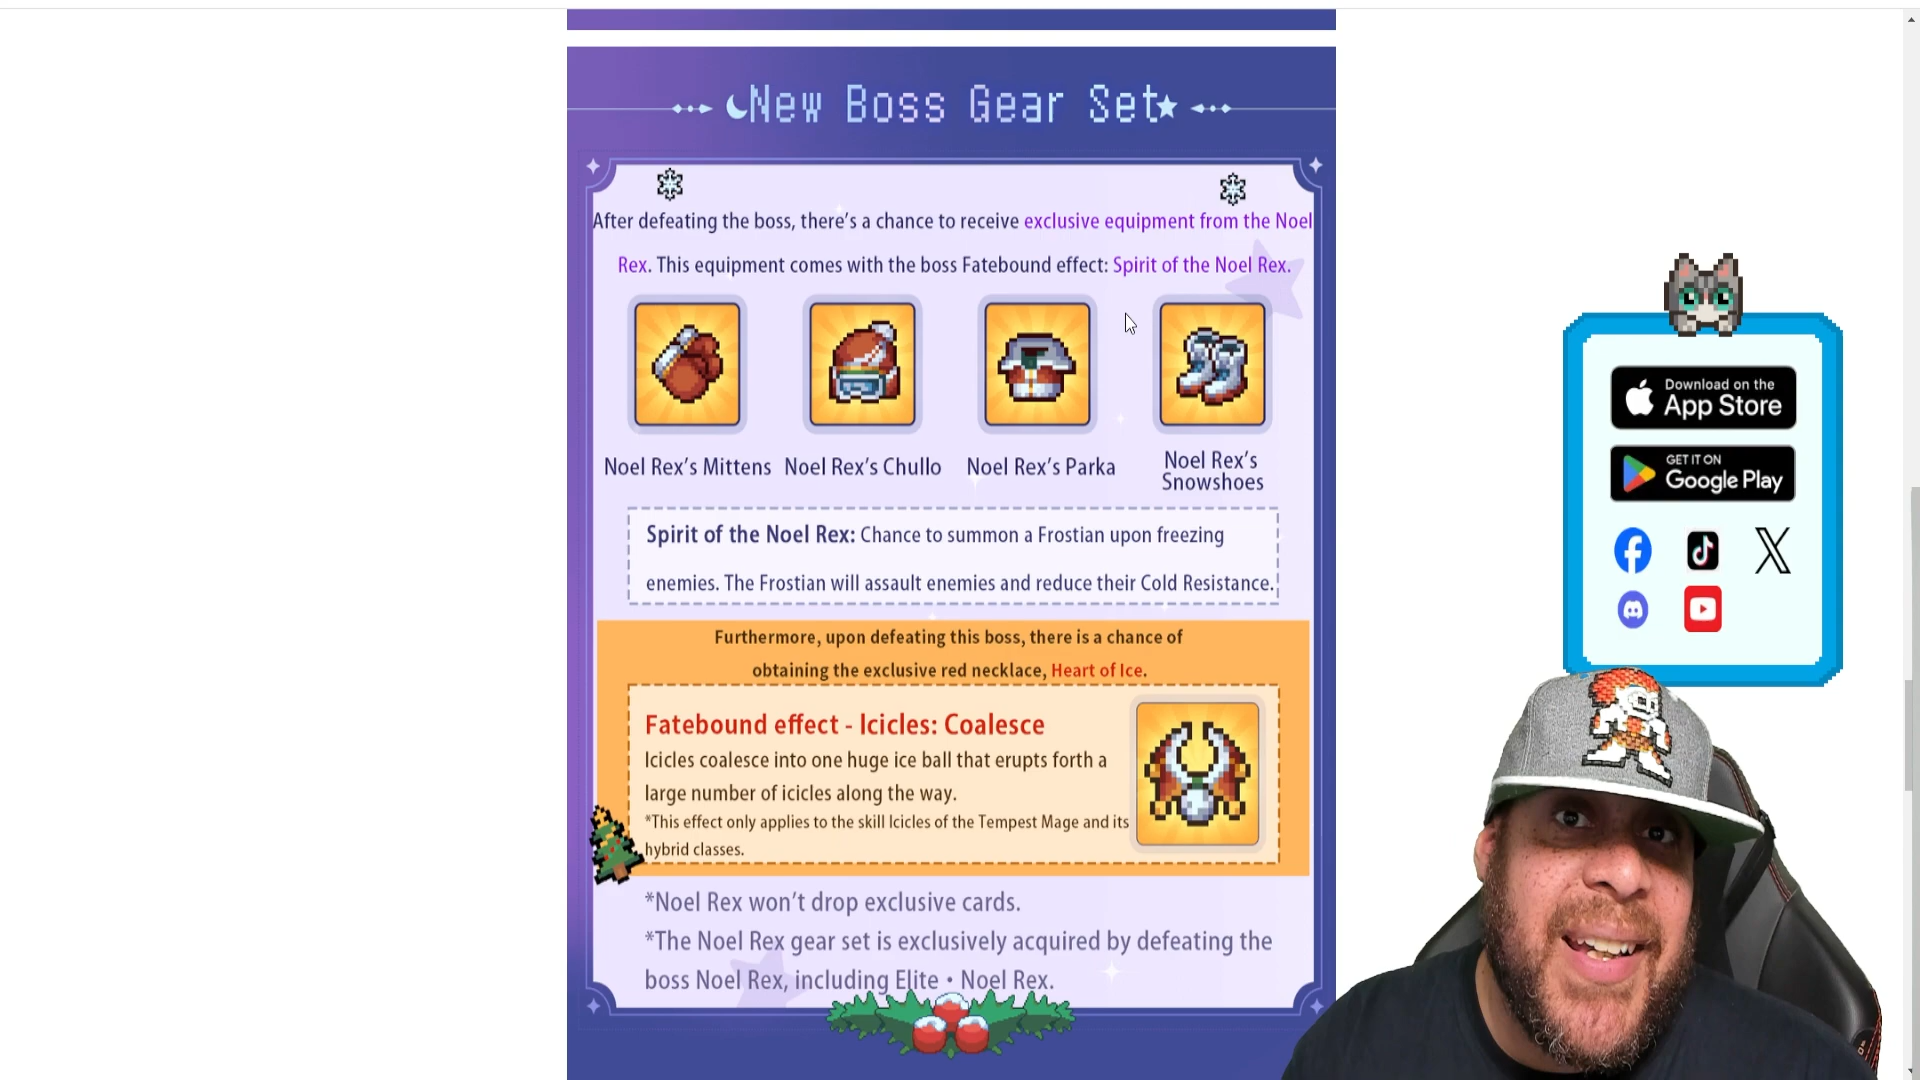 New Boss Gear Set
After defeating the boss, there's a chance to receive exclusive equipment from the Noel
Rex. This equipment comes with the boss Fatebound effect: Spirit of the Noel Rex.
Noel Rex's Mittens
Noel Rex's Chullo
Noel Rex's Parka
Noel Rex's
Snowshoes
Spirit of the Noel Rex: Chance to summon a Frostian upon freezing
enemies. The Frostian will assault enemies and reduce their Cold Resistance.
Furthermore, upon defeating this boss, there is a chance of
obtaining the exclusive red necklace, Heart of Ice.
Fatebound effect - Icicles: Coalesce
Icicles coalesce into one huge ice ball that erupts forth a
large number of icicles along the way.
*This effect only applies to the skill Icicles of the Tempest Mage and its
hybrid classes.
*Noel Rex won't drop exclusive cards.
*The Noel Rex gear set is exclusively acquired by defeating the
boss Noel Rex, including Elite • Noel Rex.
Download on the
App Store
GET IT ON
Google Play